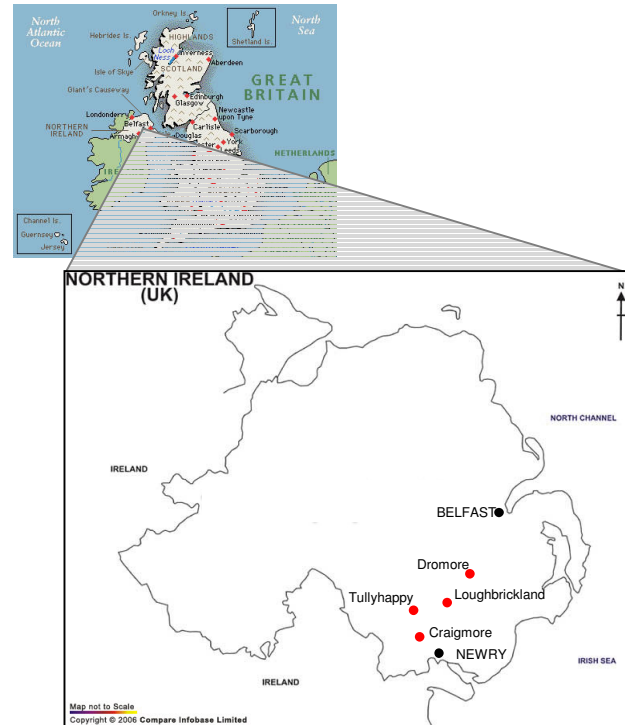 Orkney Is.
North
Atlantic
Ocean
North
Sea
Hebrides Is.
HIGHLANDS
Shetland Is.
Loch
Ness
Inverness
Isle of Skye
SCOTLAND
Aberdeen
Giant's Causeway
GREAT
BRITAIN
Edinburgh
Glasgow
Londonderry
Newcastle
upon Tyne
Belfast
Carlisle
NORTHERN
IRELAND
Scarborough
Armagh
Douglas
York
Leeds
NETHERLANDS
Channel Is.
Guernsey
Jersey
NORTHERN IRELAND
(UK)
N
NORTH CHANNEL
IRELAND
BELFAST
Dromore
Tullyhappy
Loughbrickland
Craigmore
NEWRY
IRISH SEA
IRELAND
Map not to Scale
Copyright © 2006 Compare Infobase Limited